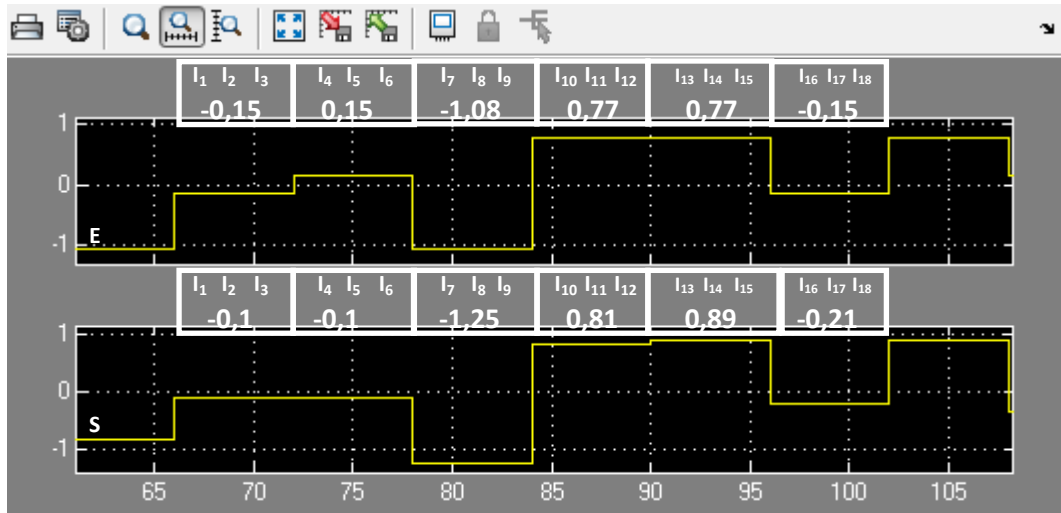 I₁ I₂ I₃ I₄ I₅ I₆ I₇ I₈ I₉ I₁₀ I₁₁ I₁₂ I₁₃ I₁₄ I₁₅ I₁₆ I₁₇ I₁₈
-0,15 0,15 -1,08 0,77 0,77 -0,15
1
0
E
-1
I₁ I₂ I₃ I₄ I₅ I₆ I₇ I₈ I₉ I₁₀ I₁₁ I₁₂ I₁₃ I₁₄ I₁₅ I₁₆ I₁₇ I₁₈
-0,1 -0,1 -1,25 0,81 0,89 -0,21
1
0
S
-1
65 70 75 80 85 90 95 100 105